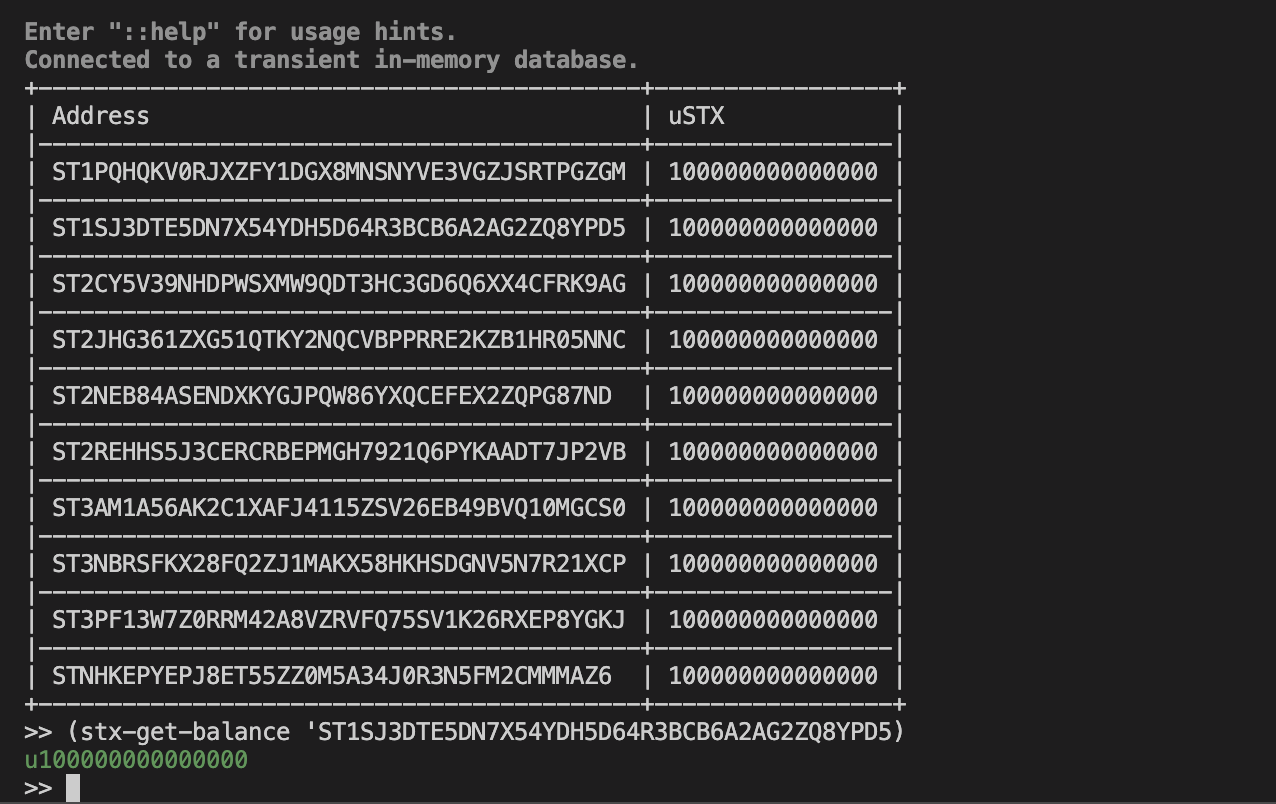 Enter "::help" for usage hints.
Connected to a transient in-memory database.
Address | uSTX
ST1PQHQKV0RJXZFY1DGX8MNSNYVE3VGZJSRTPGZGM | 100000000000000
ST1SJ3DTE5DN7X54YDH5D64R3BCB6A2AG2ZQ8YPD5 | 100000000000000
ST2CY5V39NHDPWSXMW9QDT3HC3GD6Q6XX4CFRK9AG | 100000000000000
ST2JHG361ZXG51QTKY2NQCVBPPRRE2KZB1HR05NNC | 100000000000000
ST2NEB84ASENDXKYGJPQW86YXQCEFEX2ZQPG87ND | 100000000000000
ST2REHHS5J3CERCRBEPMGH7921Q6PYKAADT7JP2VB | 100000000000000
ST3AM1A56AK2C1XAFJ4115ZSV26EB49BVQ10MGCS0 | 100000000000000
ST3NBRSFKX28FQ2ZJ1MAKX58HKHSDGNV5N7R21XCP | 100000000000000
ST3PF13W7Z0RRM42A8VZRVFQ75SV1K26RXEP8YGKJ | 100000000000000
STNHKEPYEPJ8ET55ZZ0M5A34J0R3N5FM2CMMMAZ6 | 100000000000000
>> (stx-get-balance 'ST1SJ3DTE5DN7X54YDH5D64R3BCB6A2AG2ZQ8YPD5)
u100000000000000
>>